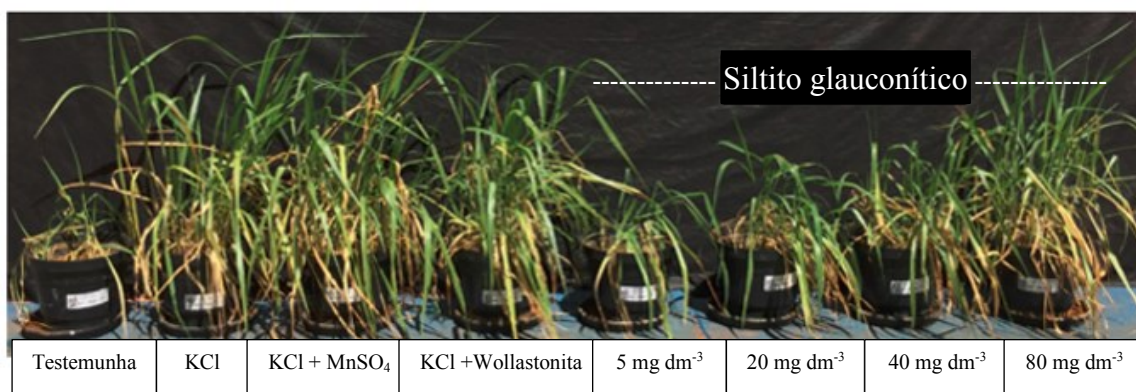 Siltito glauconítico
Testemunha KCl KCl + MnSO₄ KCl +Wollastonita 5 mg dm⁻³ 20 mg dm⁻³ 40 mg dm⁻³ 80 mg dm⁻³